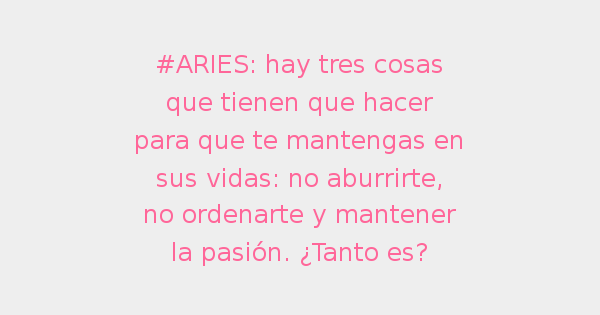 #ARIES: hay tres cosas
que tienen que hacer
para que te mantengas en
sus vidas: no aburrirte,
no ordenarte y mantener
la pasión. ¿Tanto es?